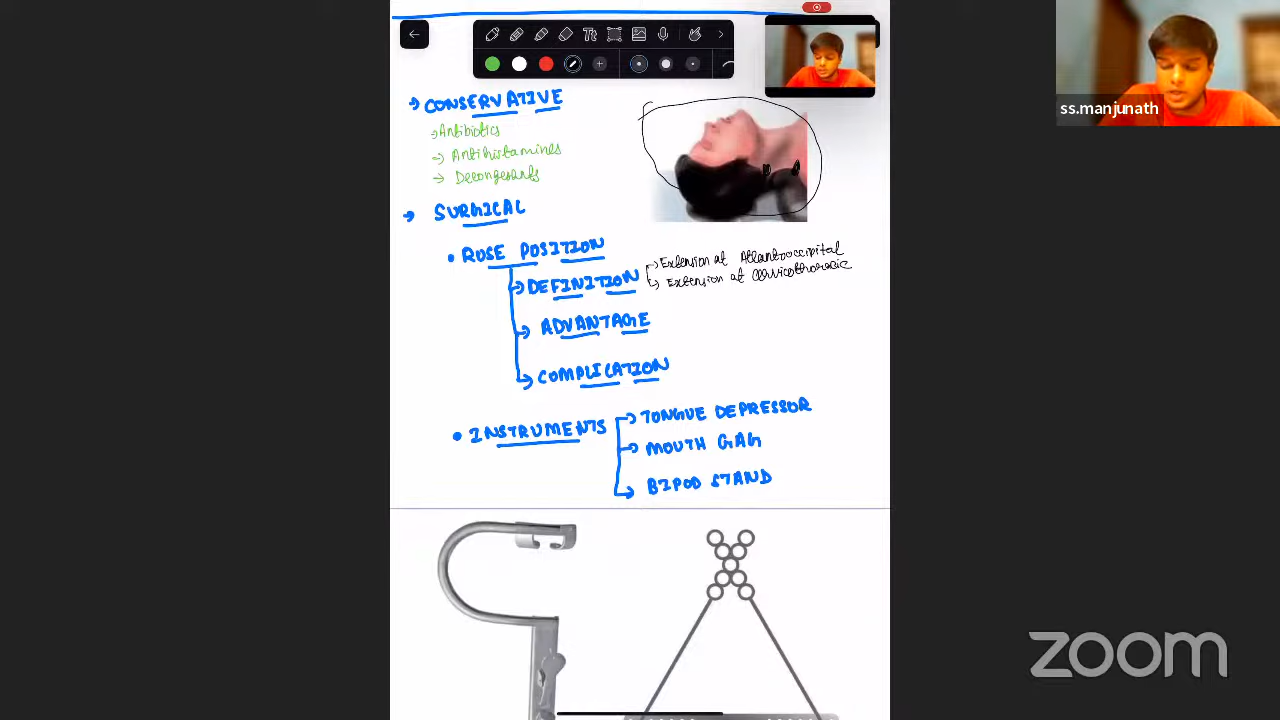 Tt
ss.manjunath
→ CONSERVATIVE
→ Antibiotics
→ Antihistamines
→ Decongestants
→ SURGICAL
• ROSE POSITION
→ DEFINITION
→ Extension at Atlantooccipital
→ Extension at Cervicothoracic
→ ADVANTAGE
→ COMPLICATION
• INSTRUMENTS
→ TONGUE DEPRESSOR
→ MOUTH GAG
→ BIPOD STAND
zoom